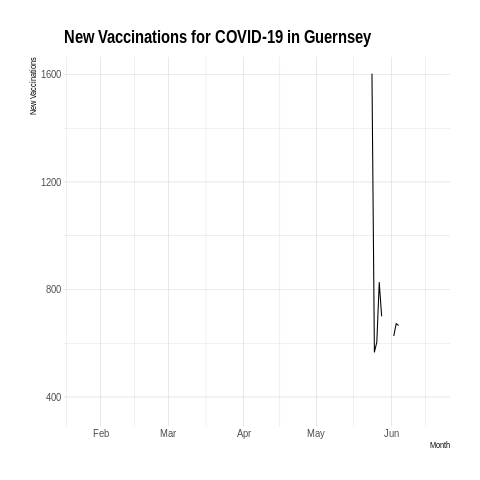 New Vaccinations for COVID-19 in Guernsey
New Vaccinations
1600
1200
800
400
Feb Mar Apr May Jun
Month